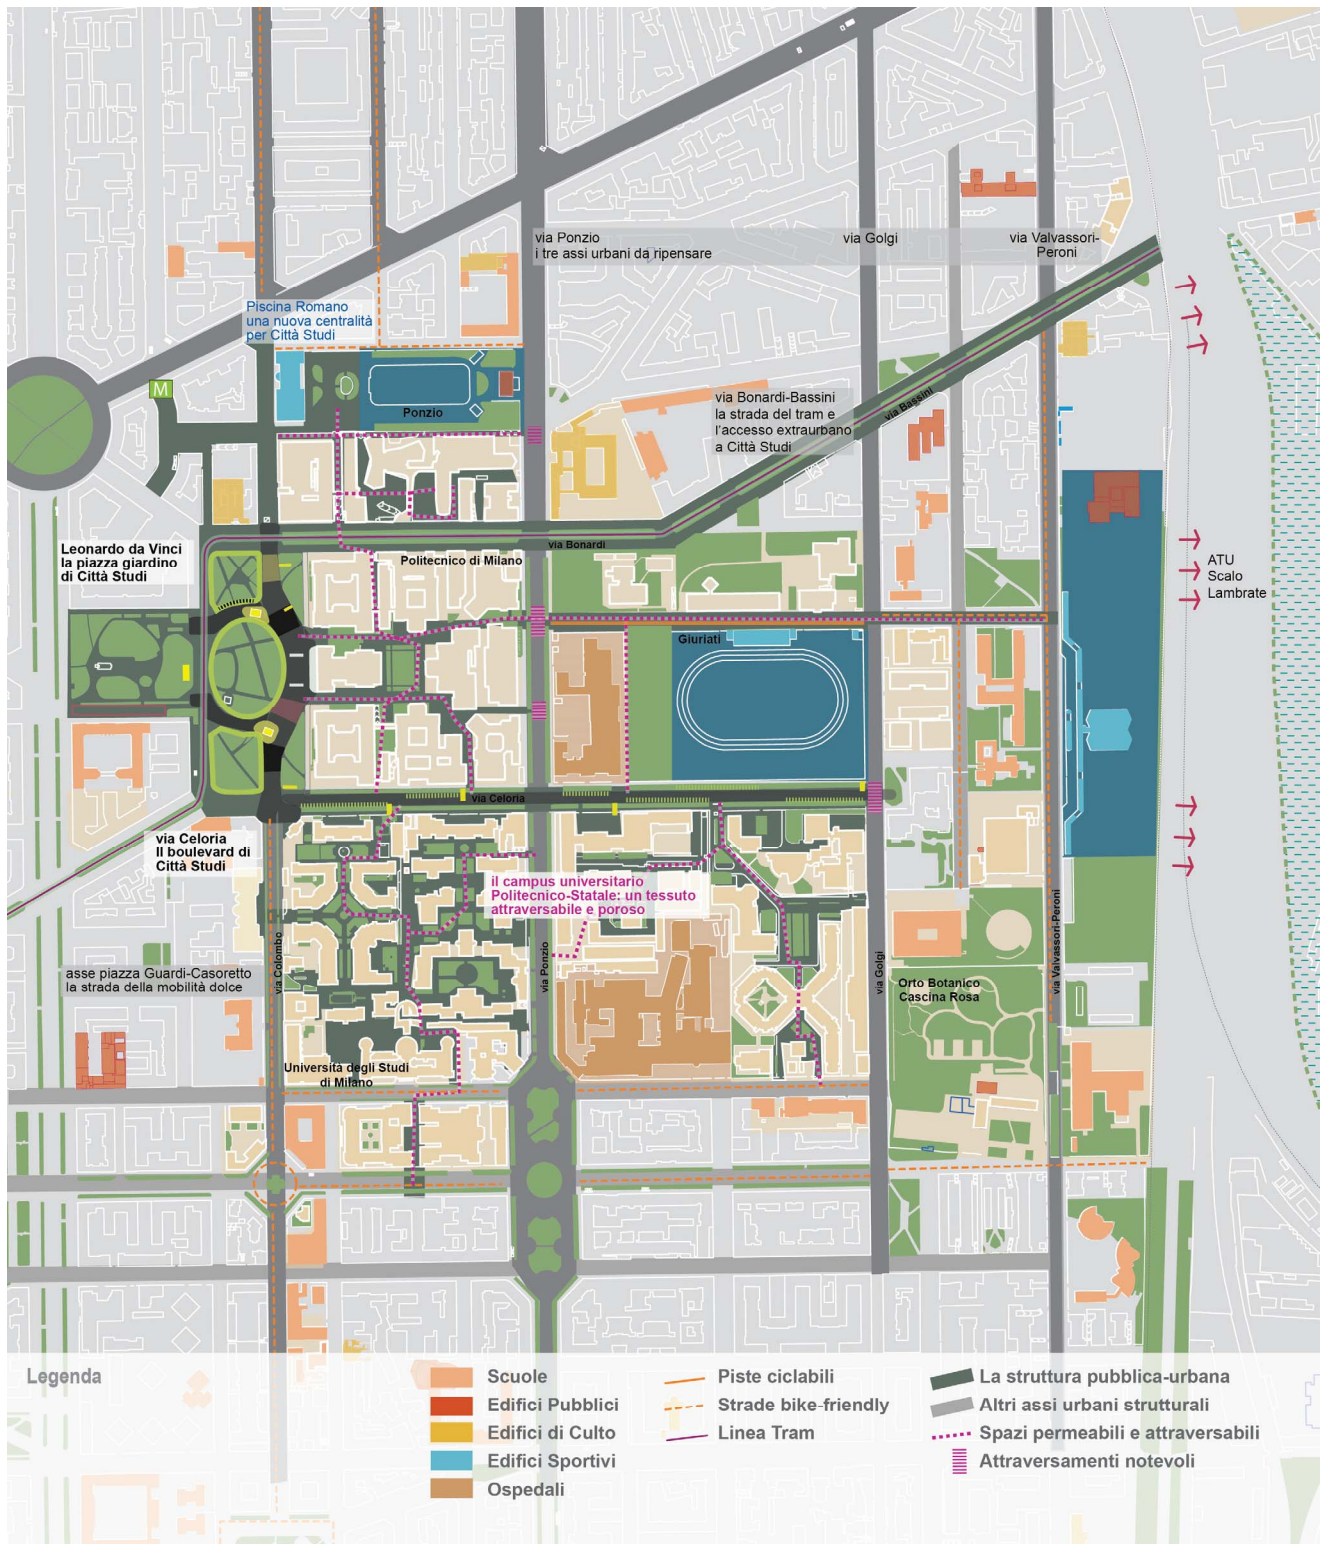 via Ponzio
i tre assi urbani da ripensare
via Golgi
via Valvassori-
Peroni
Piscina Romano
una nuova centralità
per Città Studi
M
Ponzio
via Bonardi-Bassini
la strada del tram e
l'accesso extraurbano
a Città Studi
via Bassini
Leonardo da Vinci
la piazza giardino
di Città Studi
via Bonardi
Politecnico di Milano
ATU
Scalo
Lambrate
Giuriati
via Celoria
via Celoria
Il boulevard di
Città Studi
il campus universitario
Politecnico-Statale: un tessuto
attraversabile e poroso
asse piazza Guardi-Casoretto
la strada della mobilità dolce
via Colombo
via Ponzio
via Golgi
via Valvassori-Peroni
Orto Botanico
Cascina Rosa
Università degli Studi
di Milano
Legenda
Scuole
Edifici Pubblici
Edifici di Culto
Edifici Sportivi
Ospedali
Piste ciclabili
Strade bike-friendly
Linea Tram
La struttura pubblica-urbana
Altri assi urbani strutturali
Spazi permeabili e attraversabili
Attraversamenti notevoli